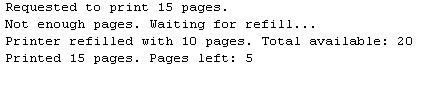 Requested to print 15 pages.
Not enough pages. Waiting for refill...
Printer refilled with 10 pages. Total available: 20
Printed 15 pages. Pages left: 5